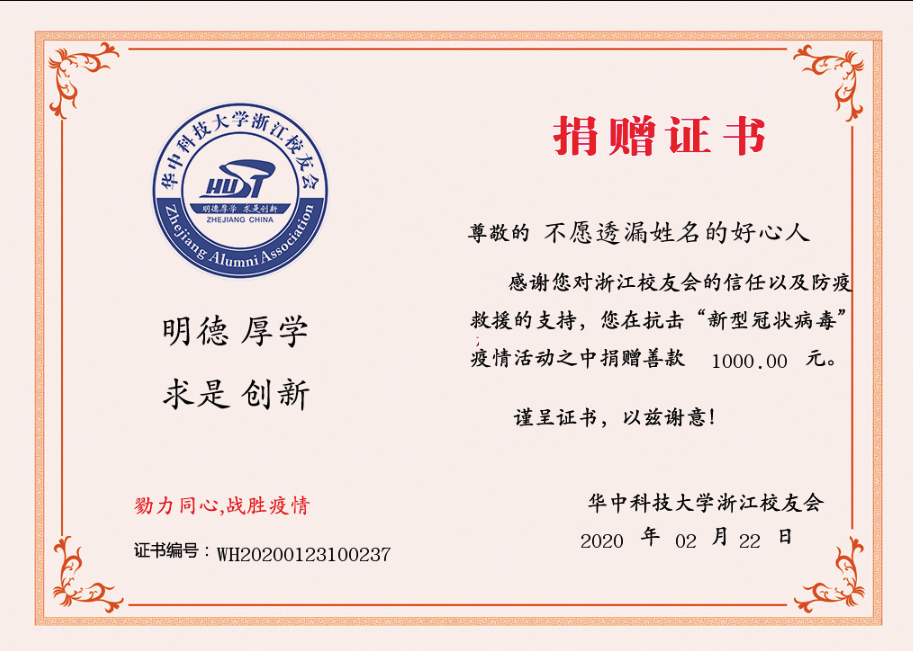 华中科技大学浙江校友会
HUST
明德厚学 求是创新
ZHEJIANG CHINA
Zhejiang Alumni Association
明德 厚学
求是 创新
勠力同心,战胜疫情
证书编号：WH20200123100237
捐赠证书
尊敬的 不愿透漏姓名的好心人
感谢您对浙江校友会的信任以及防疫
救援的支持，您在抗击“新型冠状病毒”
疫情活动之中捐赠善款 1000.00 元。
谨呈证书，以兹谢意!
华中科技大学浙江校友会
2020 年 02 月 22 日